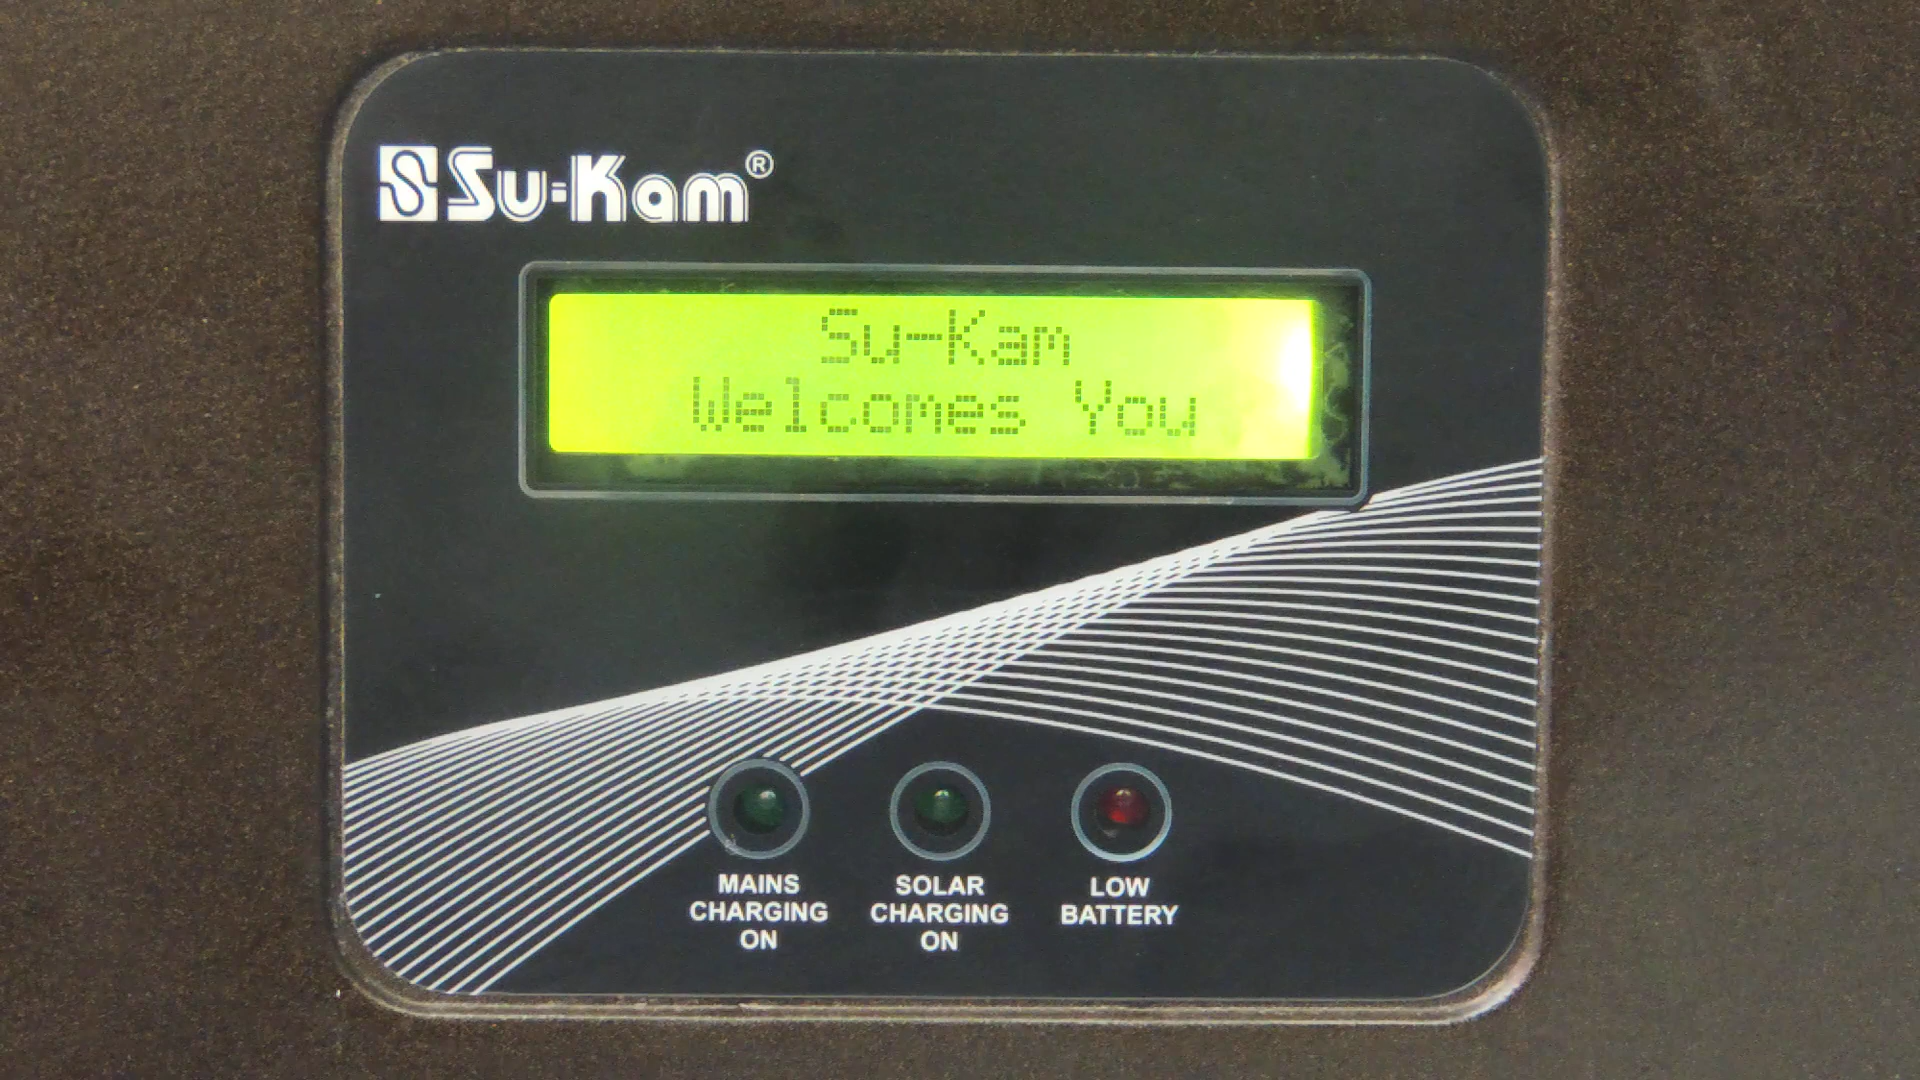 Su-Kam®
Su-Kam
Welcomes You
MAINS
CHARGING
ON
SOLAR
CHARGING
ON
LOW
BATTERY